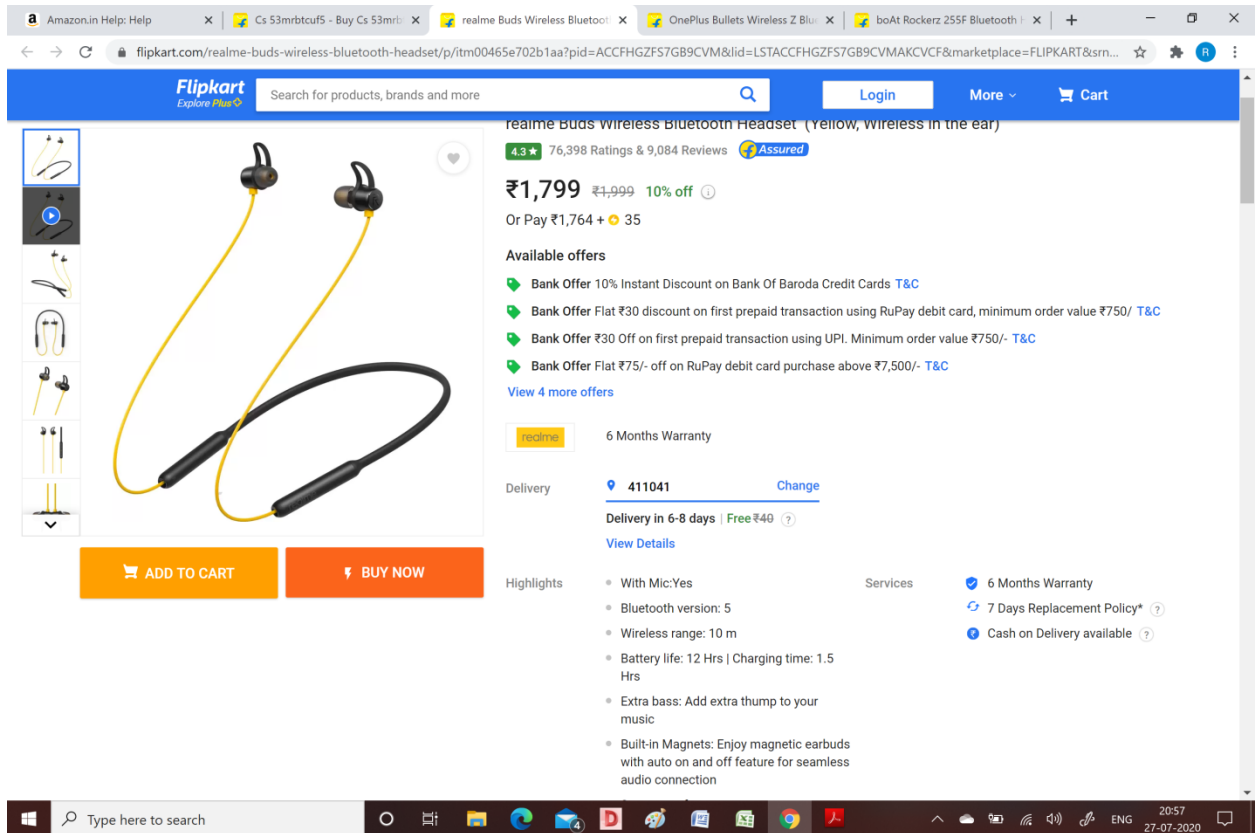 Amazon.in Help: Help
Cs 53mrbtcuf5 - Buy Cs 53mrb
realme Buds Wireless Bluetoot
OnePlus Bullets Wireless Z Blu
boAt Rockerz 255F Bluetooth H
flipkart.com/realme-buds-wireless-bluetooth-headset/p/itm00465e702b1aa?pid=ACCFHGZFS7GB9CVM&lid=LSTACCFHGZFS7GB9CVMAKCVCF&marketplace=FLIPKART&srn...
R
Flipkart
Explore Plus
Search for products, brands and more
Login
More
Cart
realme Buds Wireless Bluetooth Headset (Yellow, Wireless in the ear)
4.3★ 76,398 Ratings & 9,084 Reviews Assured
₹1,799 ₹1,999 10% off
Or Pay ₹1,764 + 35
Available offers
Bank Offer 10% Instant Discount on Bank Of Baroda Credit Cards T&C
Bank Offer Flat ₹30 discount on first prepaid transaction using RuPay debit card, minimum order value ₹750/ T&C
Bank Offer ₹30 Off on first prepaid transaction using UPI. Minimum order value ₹750/- T&C
Bank Offer Flat ₹75/- off on RuPay debit card purchase above ₹7,500/- T&C
View 4 more offers
realme
6 Months Warranty
Delivery
411041
Change
Delivery in 6-8 days | Free ₹40 ?
View Details
ADD TO CART
BUY NOW
Highlights
With Mic:Yes
Bluetooth version: 5
Wireless range: 10 m
Battery life: 12 Hrs | Charging time: 1.5
Hrs
Extra bass: Add extra thump to your
music
Built-in Magnets: Enjoy magnetic earbuds
with auto on and off feature for seamless
audio connection
Services
6 Months Warranty
7 Days Replacement Policy* ?
Cash on Delivery available ?
Type here to search
4
D
ENG
20:57
27-07-2020